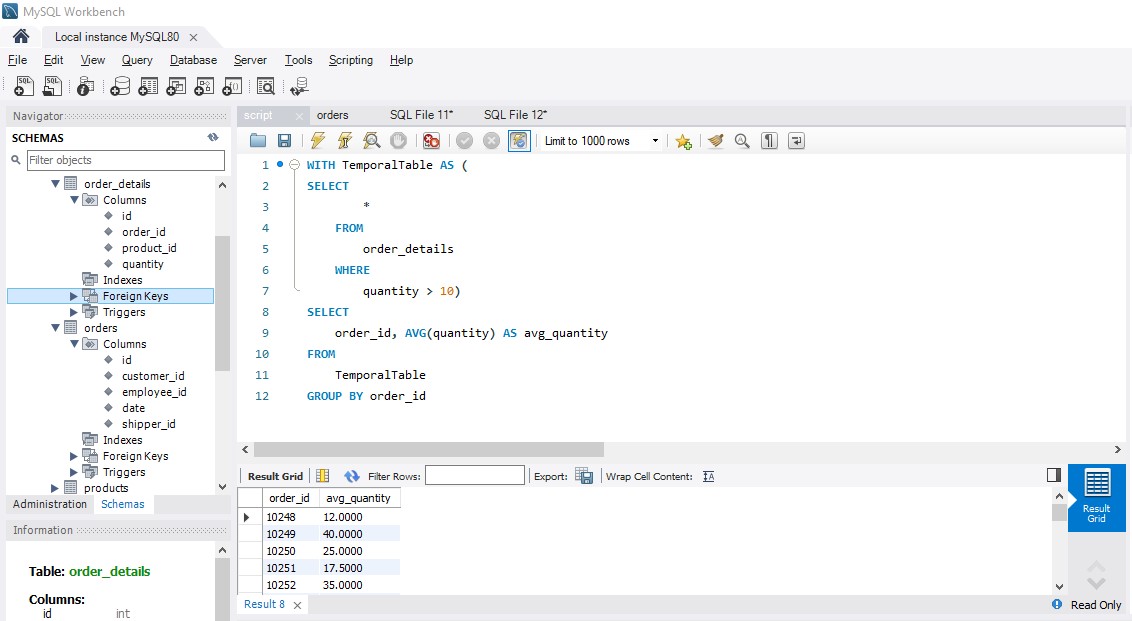 MySQL Workbench
Local instance MySQL80
File Edit View Query Database Server Tools Scripting Help
Navigator
SCHEMAS
Filter objects
order_details
Columns
id
order_id
product_id
quantity
Indexes
Foreign Keys
Triggers
orders
Columns
id
customer_id
employee_id
date
shipper_id
Indexes
Foreign Keys
Triggers
products
Administration Schemas
Information
Table: order_details
Columns:
id int
script orders SQL File 11* SQL File 12*
Limit to 1000 rows
1 WITH TemporalTable AS (
2 SELECT
3 *
4 FROM
5 order_details
6 WHERE
7 quantity > 10)
8 SELECT
9 order_id, AVG(quantity) AS avg_quantity
10 FROM
11 TemporalTable
12 GROUP BY order_id
Result Grid Filter Rows: Export: Wrap Cell Content:
order_id avg_quantity
10248 12.0000
10249 40.0000
10250 25.0000
10251 17.5000
10252 35.0000
Result 8
Result
Grid
Read Only